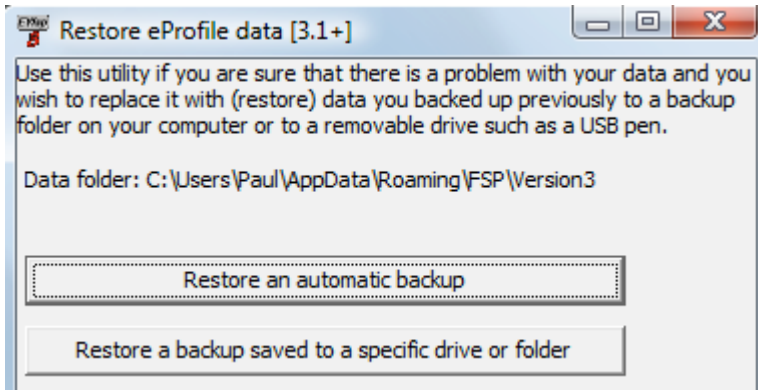 Restore eProfile data [3.1+]
Use this utility if you are sure that there is a problem with your data and you
wish to replace it with (restore) data you backed up previously to a backup
folder on your computer or to a removable drive such as a USB pen.
Data folder: C:\Users\Paul\AppData\Roaming\FSP\Version3
Restore an automatic backup
Restore a backup saved to a specific drive or folder